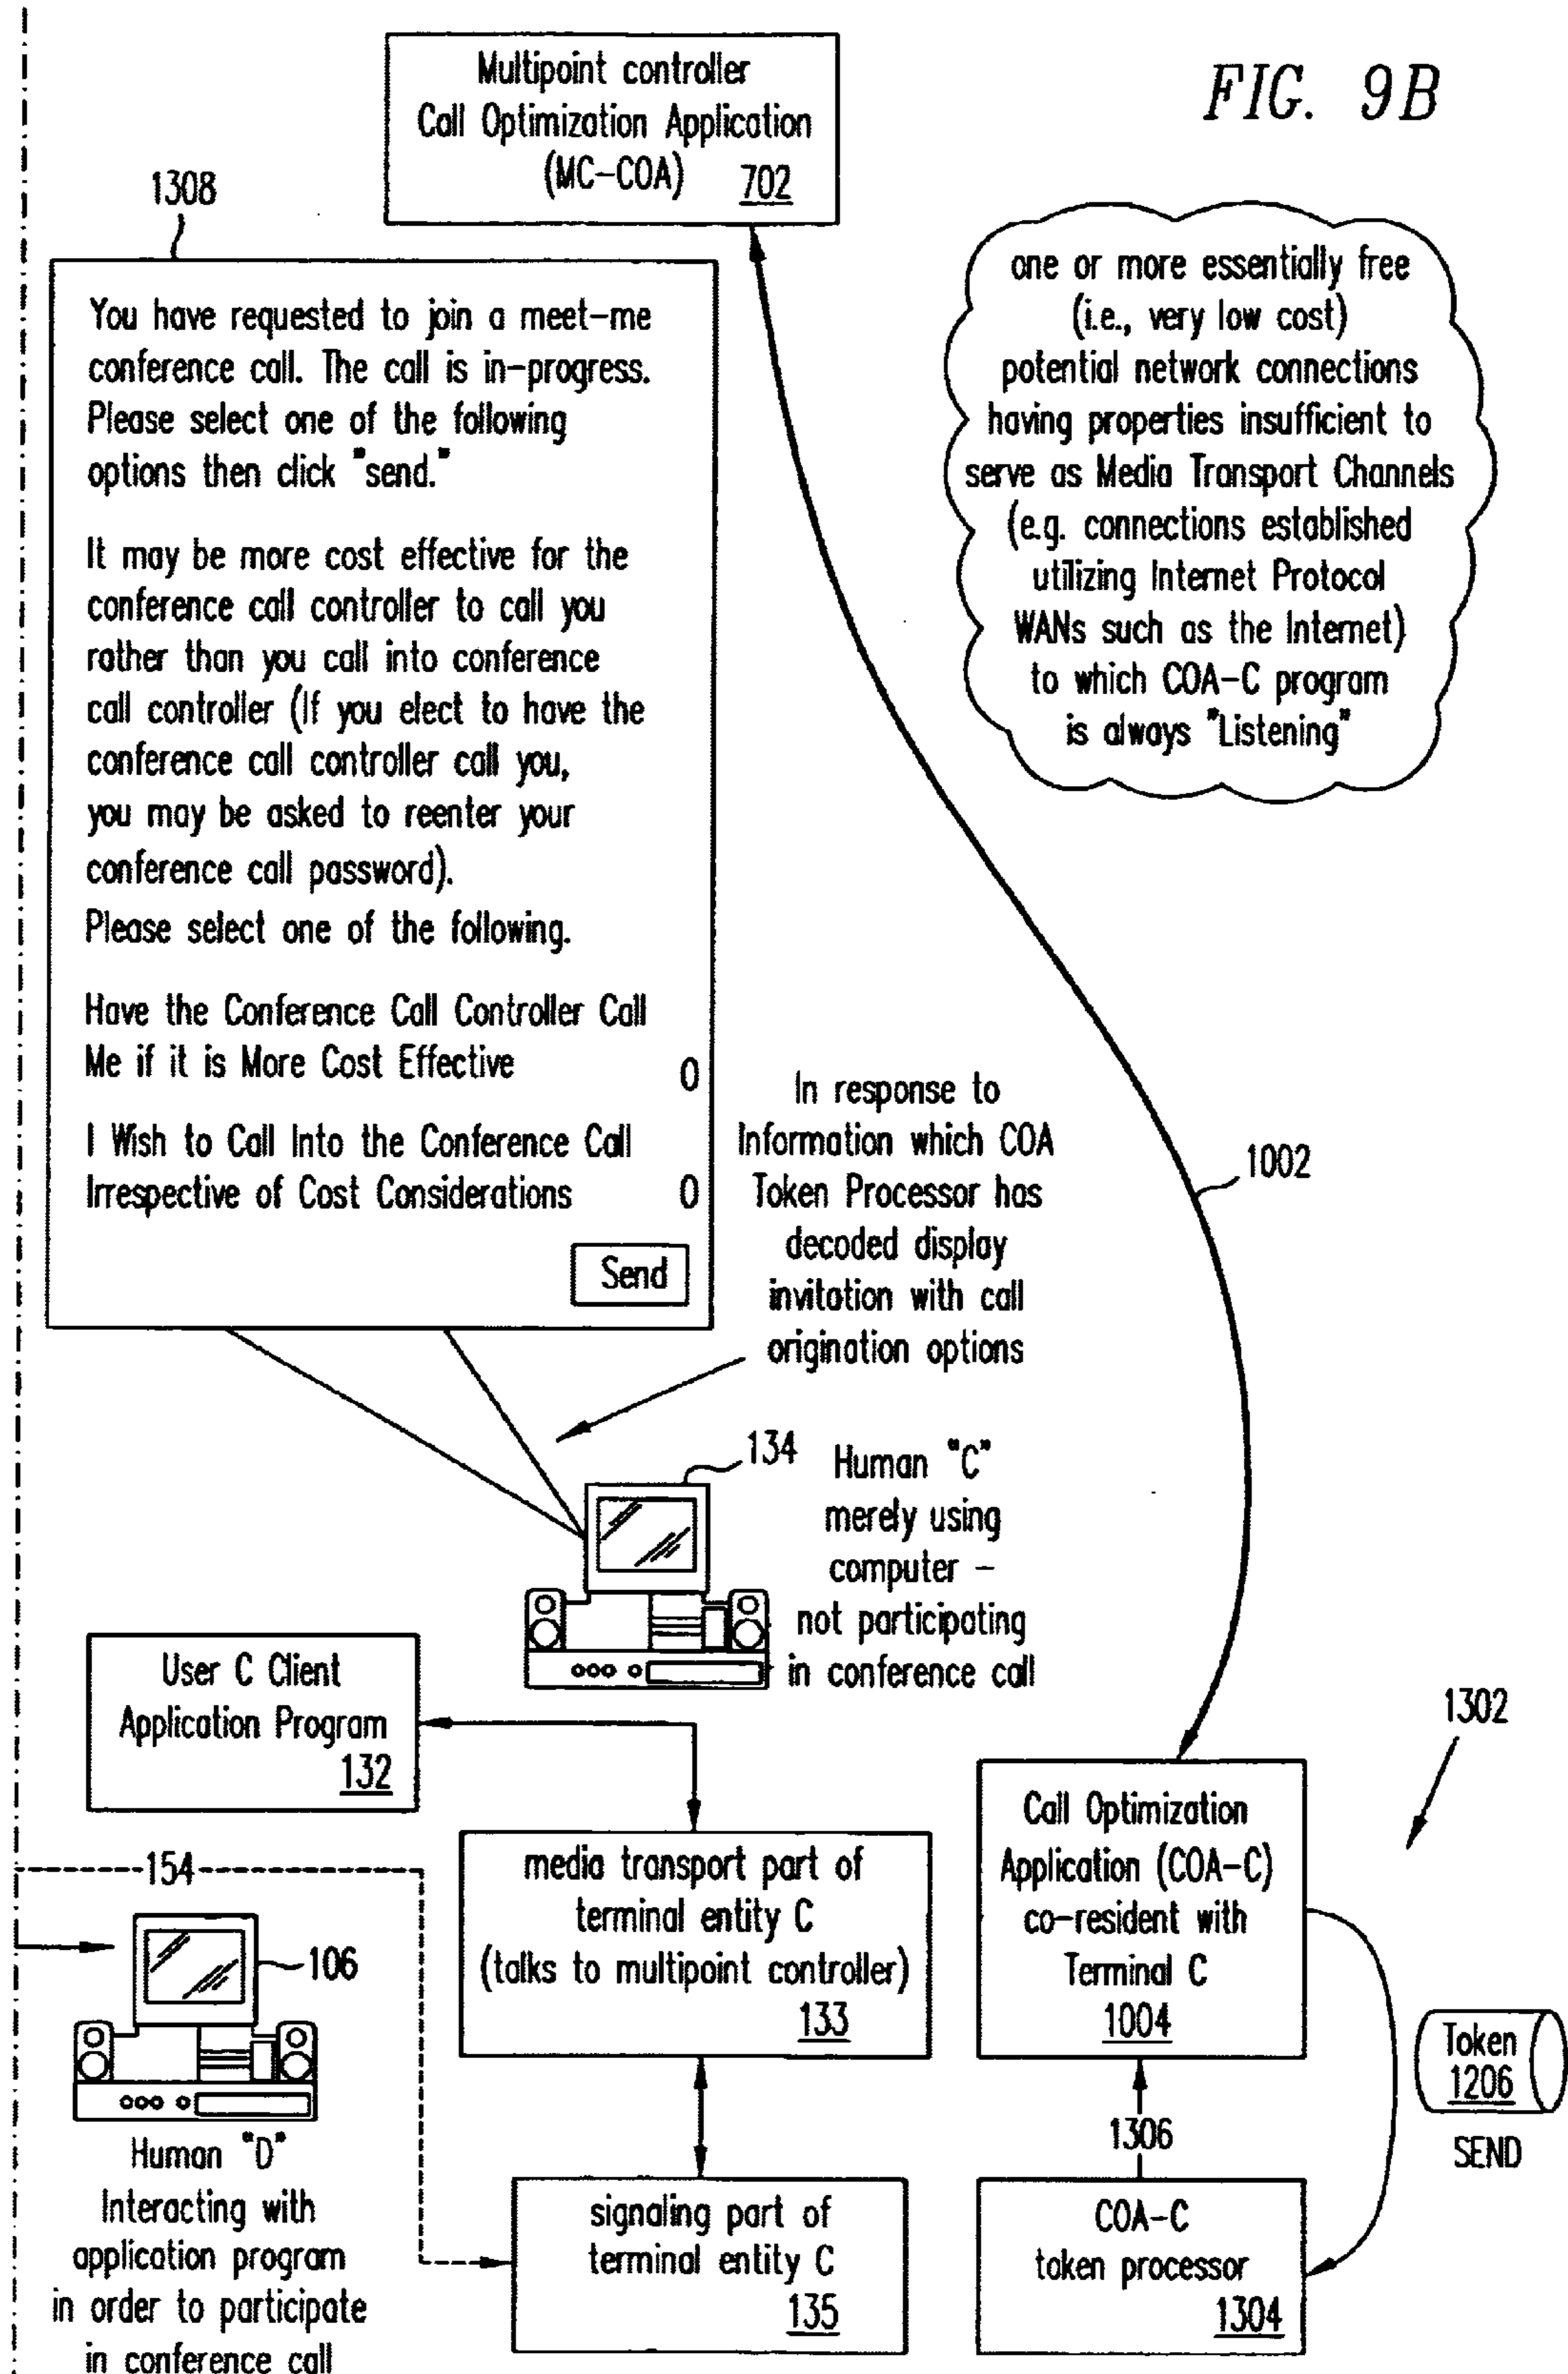 FIG. 9B
Multipoint controller
Call Optimization Application
(MC-COA) 702
1308
You have requested to join a meet-me
conference call. The call is in-progress.
Please select one of the following
options then click "send."
It may be more cost effective for the
conference call controller to call you
rather than you call into conference
call controller (If you elect to have the
conference call controller call you,
you may be asked to reenter your
conference call password).
Please select one of the following.
Have the Conference Call Controller Call
Me if it is More Cost Effective 0
I Wish to Call Into the Conference Call
Irrespective of Cost Considerations 0
Send
one or more essentially free
(i.e., very low cost)
potential network connections
having properties insufficient to
serve as Media Transport Channels
(e.g. connections established
utilizing Internet Protocol
WANs such as the Internet)
to which COA-C program
is always "Listening"
In response to
Information which COA
Token Processor has
decoded display
invitation with call
origination options
1002
134
Human "C"
merely using
computer -
not participating
in conference call
User C Client
Application Program
132
1302
154
106
Human "D"
Interacting with
application program
in order to participate
in conference call
media transport part of
terminal entity C
(talks to multipoint controller)
133
signaling part of
terminal entity C
135
Call Optimization
Application (COA-C)
co-resident with
Terminal C
1004
1306
COA-C
token processor
1304
Token
1206
SEND